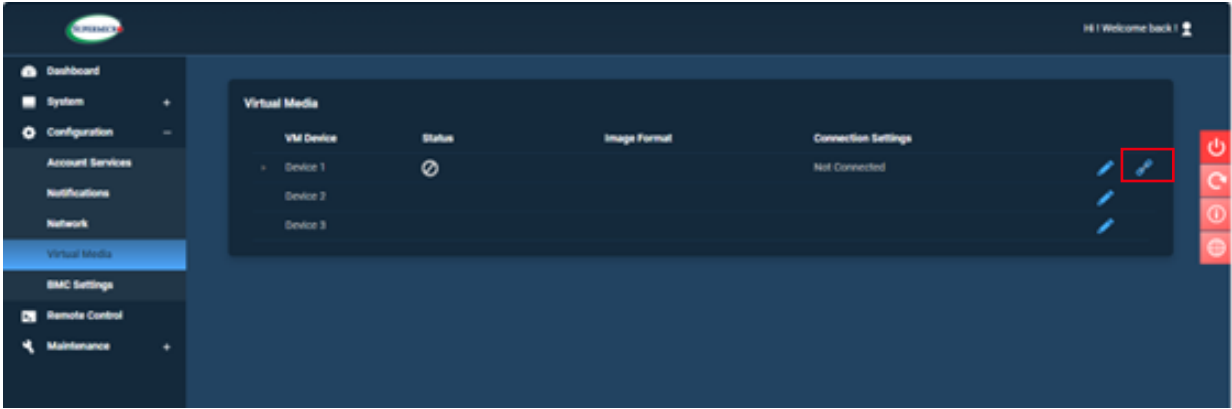 SUPERMICR
Hi ! Welcome back !
Dashboard
System +
Configuration −
Account Services
Notifications
Network
Virtual Media
BMC Settings
Remote Control
Maintenance +
Virtual Media
VM Device Status Image Format Connection Settings
Device 1 Not Connected
Device 2
Device 3